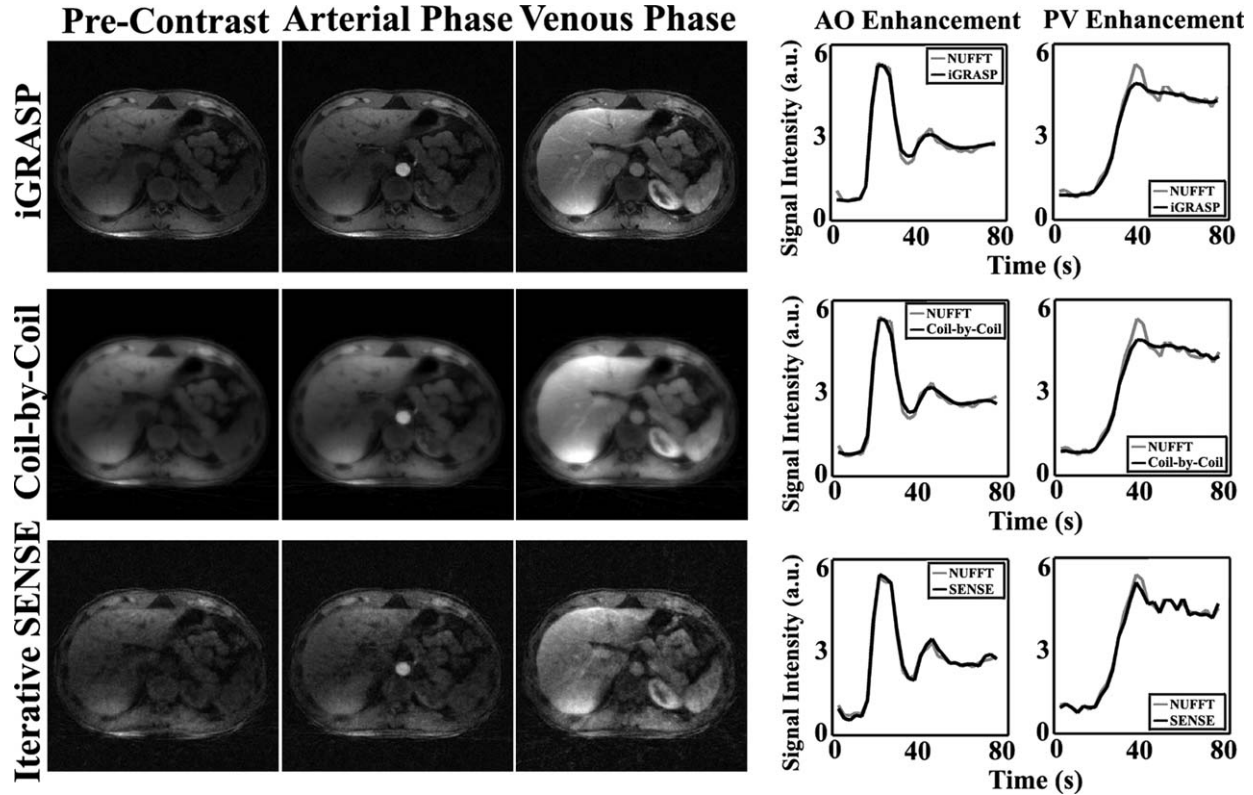 Pre-Contrast Arterial Phase Venous Phase
AO Enhancement PV Enhancement
iGRASP
Signal Intensity (a.u.)
6
3
0
NUFFT
iGRASP
0 40 80
6
3
0
NUFFT
iGRASP
0 40 80
Time (s)
Coil-by-Coil
Signal Intensity (a.u.)
6
3
0
NUFFT
Coil-by-Coil
0 40 80
6
3
0
NUFFT
Coil-by-Coil
0 40 80
Time (s)
Iterative SENSE
Signal Intensity (a.u.)
6
3
0
NUFFT
SENSE
0 40 80
6
3
0
NUFFT
SENSE
0 40 80
Time (s)